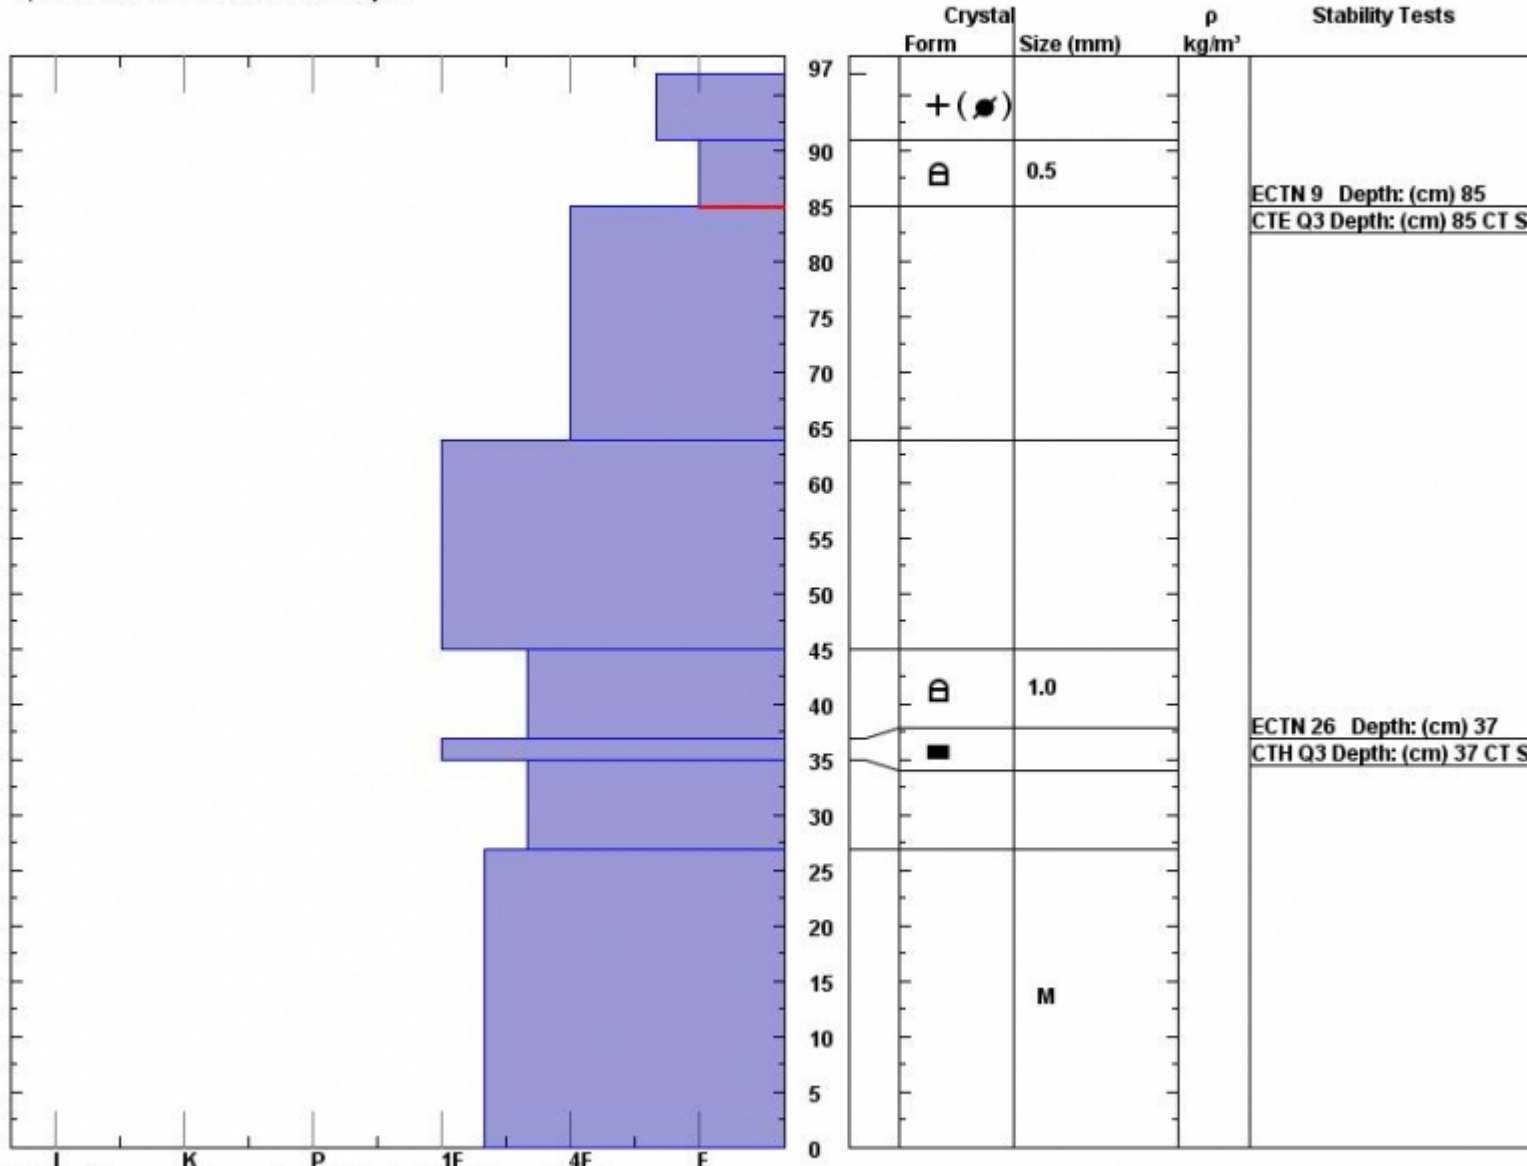 Crystal ρ Stability Tests
Form Size (mm) kg/m³
97
+ ( )
90
0.5
ECTN 9 Depth: (cm) 85
85
CTE Q3 Depth: (cm) 85 CT S
80
75
70
65
60
55
50
45
1.0
40
ECTN 26 Depth: (cm) 37
CTH Q3 Depth: (cm) 37 CT S
35
30
25
20
15
M
10
5
0
I K P 1F 4F F